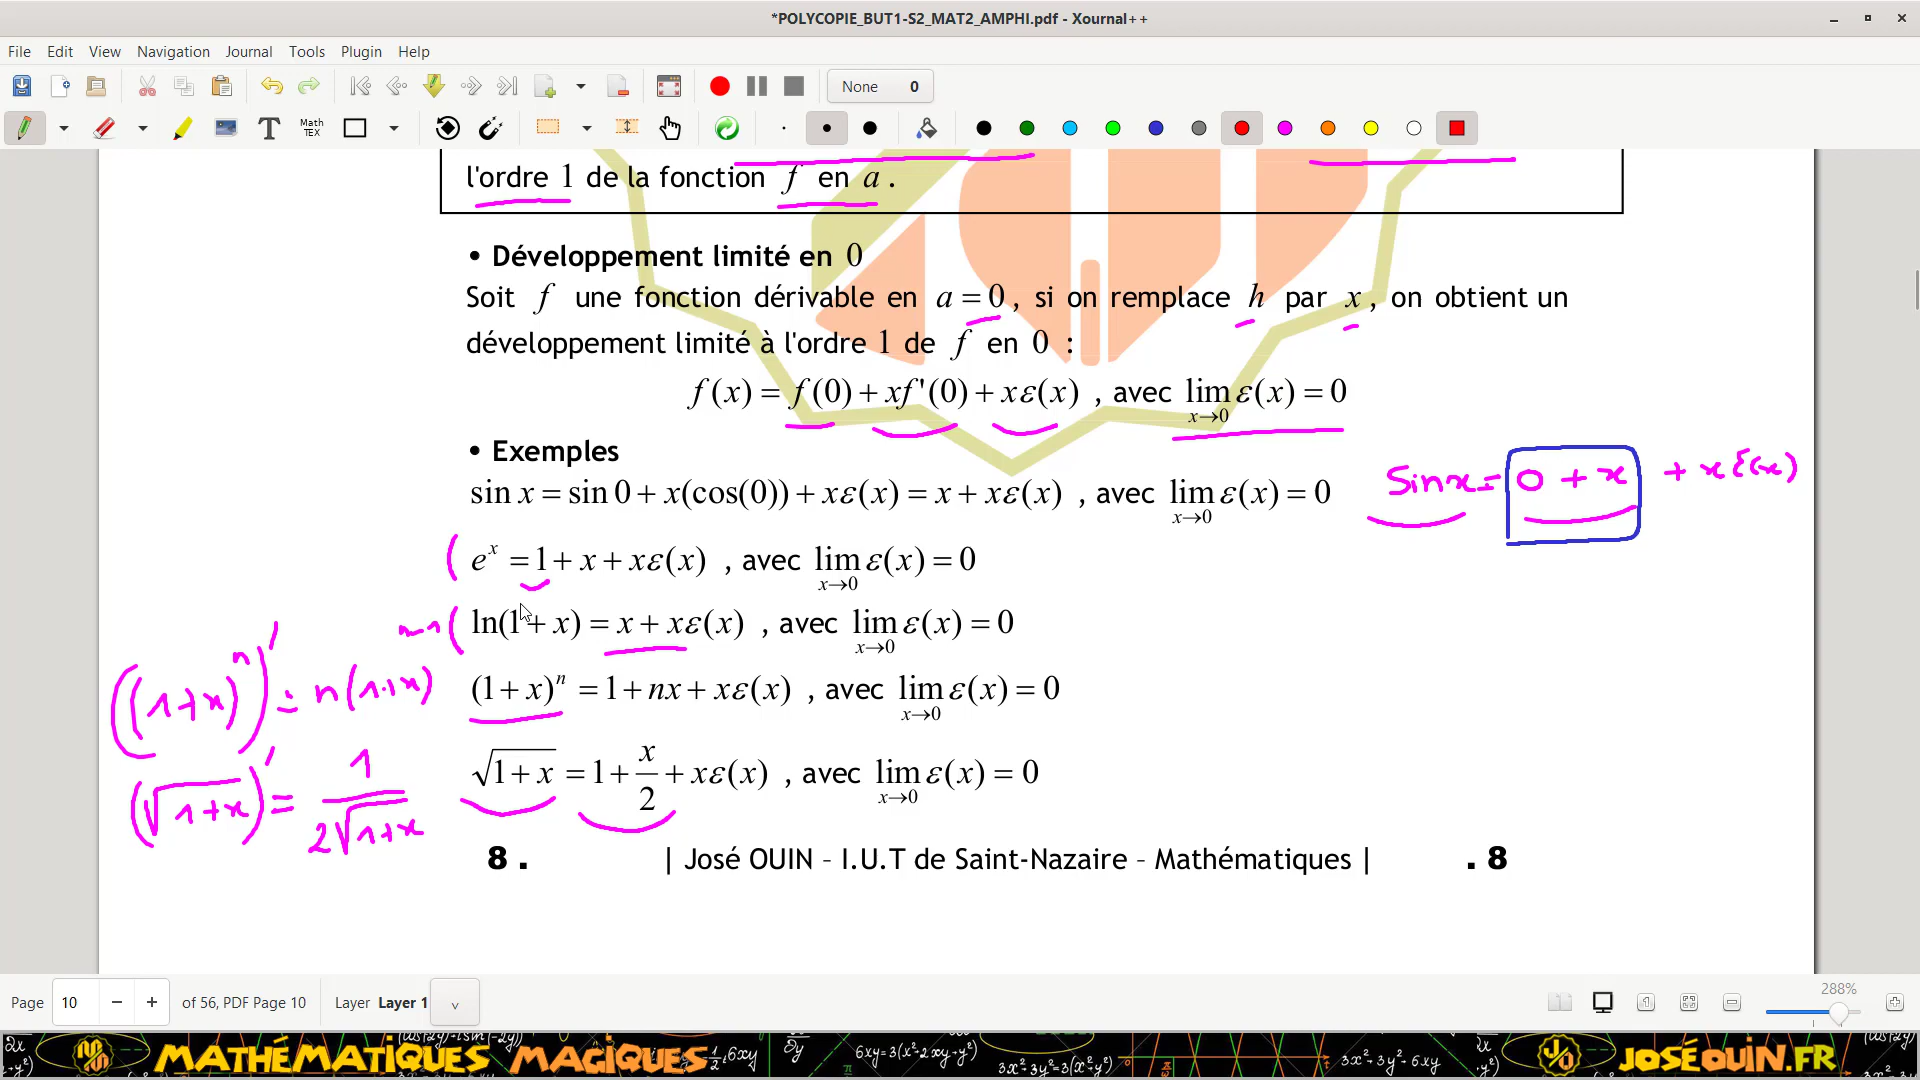 *POLYCOPIE_BUT1-S2_MAT2_AMPHI.pdf - Xournal++
File Edit View Navigation Journal Tools Plugin Help
None 0
Math TEX
l'ordre 1 de la fonction f en a .
• Développement limité en 0
Soit f une fonction dérivable en a = 0, si on remplace h par x, on obtient un
développement limité à l'ordre 1 de f en 0 :
f(x) = f(0) + xf'(0) + xε(x) , avec lim x→0 ε(x) = 0
• Exemples
sin x = sin 0 + x(cos(0)) + xε(x) = x + xε(x) , avec lim x→0 ε(x) = 0
Sin x = 0 + x + x ε(x)
e^x = 1 + x + xε(x) , avec lim x→0 ε(x) = 0
ln(1 + x) = x + xε(x) , avec lim x→0 ε(x) = 0
((1+x)^n)' = n(1+x)^n-1
(1 + x)^n = 1 + nx + xε(x) , avec lim x→0 ε(x) = 0
(√1+x)' = 1/2√1+x
√1 + x = 1 + x/2 + xε(x) , avec lim x→0 ε(x) = 0
8 . | José OUIN – I.U.T de Saint-Nazaire – Mathématiques | . 8
Page 10 of 56, PDF Page 10 Layer Layer 1 288%
MATHÉMATIQUES MAGIQUES JOSÉOUIN.FR